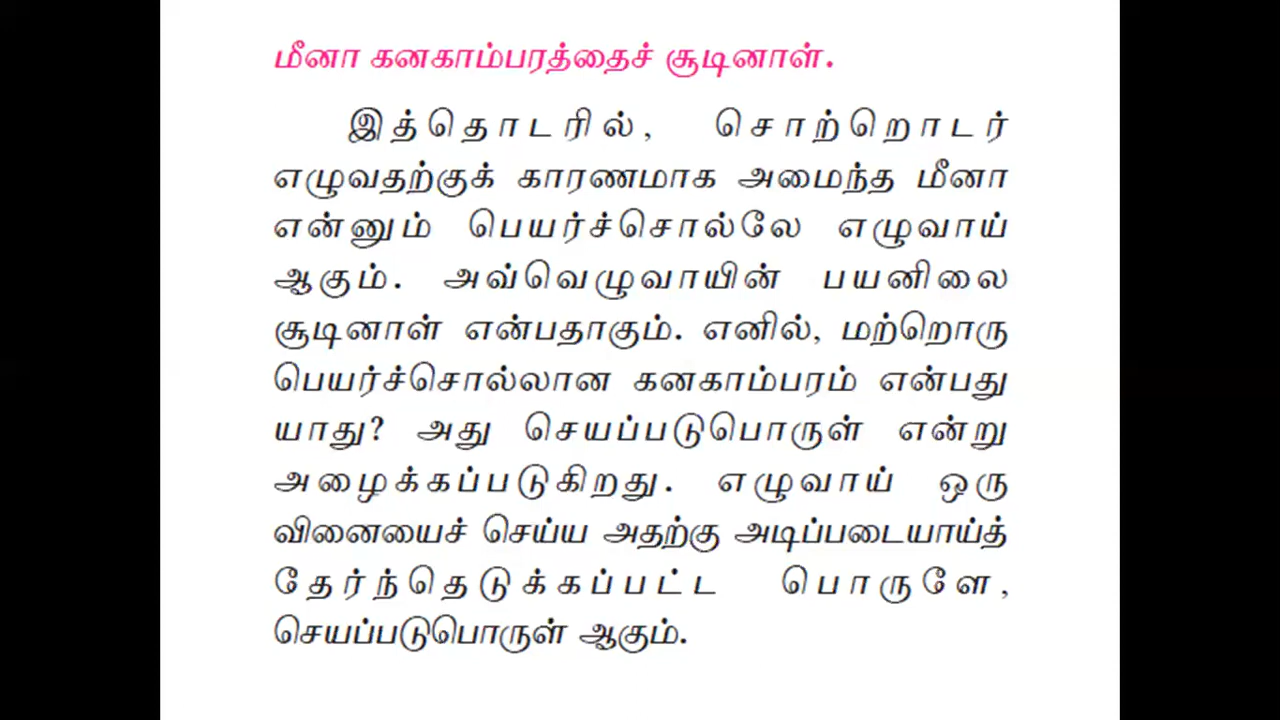 மீனா கனகாம்பரத்தைச் சூடினாள்.
இத்தொடரில், சொற்றொடர்
எழுவதற்குக் காரணமாக அமைந்த மீனா
என்னும் பெயர்ச்சொல்லே எழுவாய்
ஆகும். அவ்வெழுவாயின் பயனிலை
சூடினாள் என்பதாகும். எனில், மற்றொரு
பெயர்ச்சொல்லான கனகாம்பரம் என்பது
யாது? அது செயப்படுபொருள் என்று
அழைக்கப்படுகிறது. எழுவாய் ஒரு
வினையைச் செய்ய அதற்கு அடிப்படையாய்த்
தேர்ந்தெடுக்கப்பட்ட பொருளே,
செயப்படுபொருள் ஆகும்.